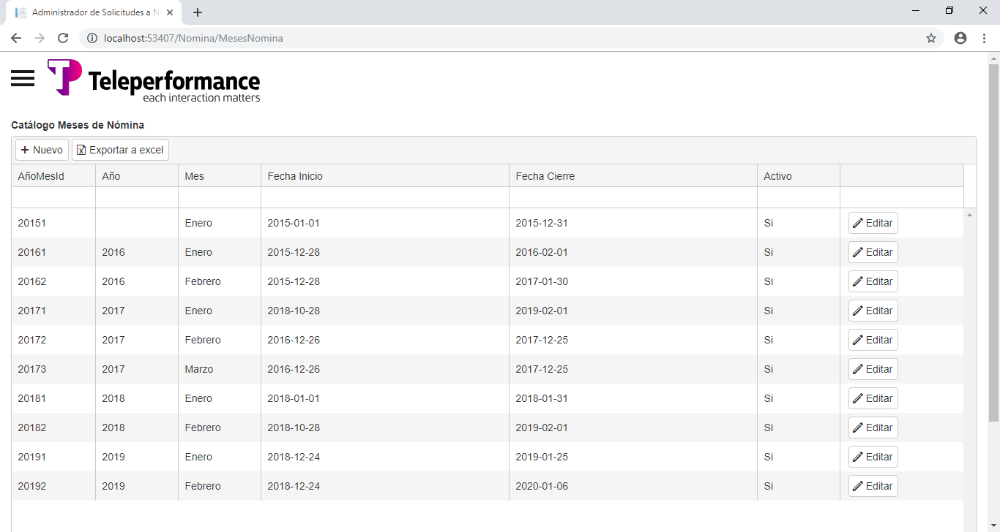 Administrador de Solicitudes a N
localhost:53407/Nomina/MesesNomina
Teleperformance
each interaction matters
Catálogo Meses de Nómina
+ Nuevo Exportar a excel
AñoMesId Año Mes Fecha Inicio Fecha Cierre Activo
20151 Enero 2015-01-01 2015-12-31 Si Editar
20161 2016 Enero 2015-12-28 2016-02-01 Si Editar
20162 2016 Febrero 2015-12-28 2017-01-30 Si Editar
20171 2017 Enero 2018-10-28 2019-02-01 Si Editar
20172 2017 Febrero 2016-12-26 2017-12-25 Si Editar
20173 2017 Marzo 2016-12-26 2017-12-25 Si Editar
20181 2018 Enero 2018-01-01 2018-01-31 Si Editar
20182 2018 Febrero 2018-10-28 2019-02-01 Si Editar
20191 2019 Enero 2018-12-24 2019-01-25 Si Editar
20192 2019 Febrero 2018-12-24 2020-01-06 Si Editar